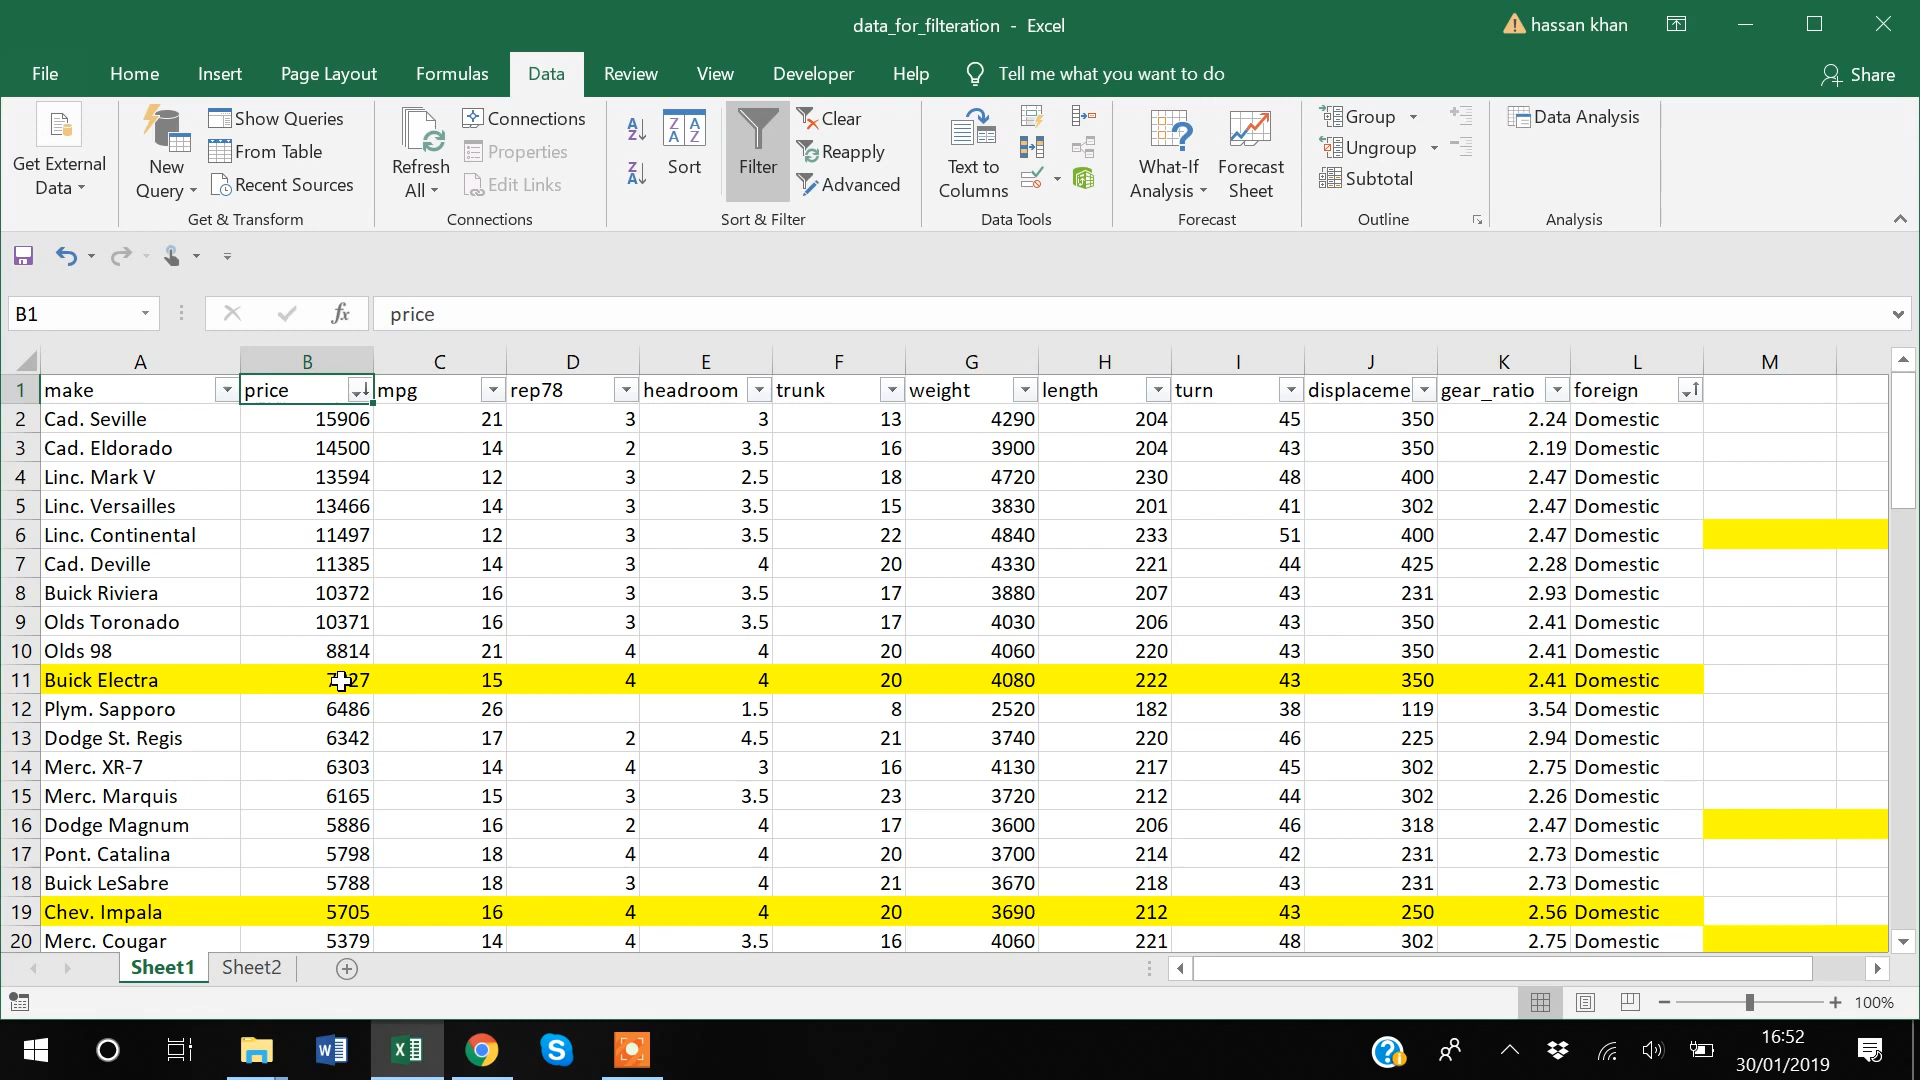 data_for_filteration - Excel
hassan khan
File Home Insert Page Layout Formulas Data Review View Developer Help Tell me what you want to do Share
Get External Data
New Query
Show Queries
From Table
Recent Sources
Get & Transform
Refresh All
Connections
Properties
Edit Links
Connections
Sort
Filter
Clear
Reapply
Advanced
Sort & Filter
Text to Columns
Data Tools
What-If Analysis
Forecast Sheet
Forecast
Group
Ungroup
Subtotal
Outline
Data Analysis
Analysis
B1 fx price
A B C D E F G H I J K L M
1 make price mpg rep78 headroom trunk weight length turn displaceme gear_ratio foreign
2 Cad. Seville 15906 21 3 3 13 4290 204 45 350 2.24 Domestic
3 Cad. Eldorado 14500 14 2 3.5 16 3900 204 43 350 2.19 Domestic
4 Linc. Mark V 13594 12 3 2.5 18 4720 230 48 400 2.47 Domestic
5 Linc. Versailles 13466 14 3 3.5 15 3830 201 41 302 2.47 Domestic
6 Linc. Continental 11497 12 3 3.5 22 4840 233 51 400 2.47 Domestic
7 Cad. Deville 11385 14 3 4 20 4330 221 44 425 2.28 Domestic
8 Buick Riviera 10372 16 3 3.5 17 3880 207 43 231 2.93 Domestic
9 Olds Toronado 10371 16 3 3.5 17 4030 206 43 350 2.41 Domestic
10 Olds 98 8814 21 4 4 20 4060 220 43 350 2.41 Domestic
11 Buick Electra 15 4 4 20 4080 222 43 350 2.41 Domestic
12 Plym. Sapporo 6486 26 1.5 8 2520 182 38 119 3.54 Domestic
13 Dodge St. Regis 6342 17 2 4.5 21 3740 220 46 225 2.94 Domestic
14 Merc. XR-7 6303 14 4 3 16 4130 217 45 302 2.75 Domestic
15 Merc. Marquis 6165 15 3 3.5 23 3720 212 44 302 2.26 Domestic
16 Dodge Magnum 5886 16 2 4 17 3600 206 46 318 2.47 Domestic
17 Pont. Catalina 5798 18 4 4 20 3700 214 42 231 2.73 Domestic
18 Buick LeSabre 5788 18 3 4 21 3670 218 43 231 2.73 Domestic
19 Chev. Impala 5705 16 4 4 20 3690 212 43 250 2.56 Domestic
20 Merc. Cougar 5379 14 4 3.5 16 4060 221 48 302 2.75 Domestic
Sheet1 Sheet2
100%
16:52
30/01/2019